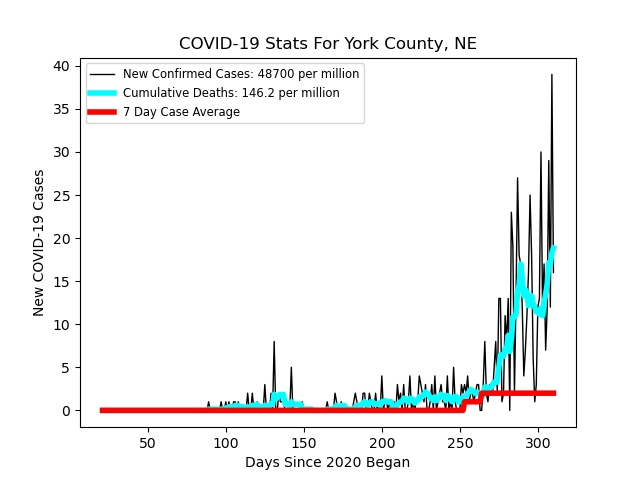 COVID-19 Stats For York County, NE
New Confirmed Cases: 48700 per million
Cumulative Deaths: 146.2 per million
7 Day Case Average
New COVID-19 Cases
40
35
30
25
20
15
10
5
0
50 100 150 200 250 300
Days Since 2020 Began